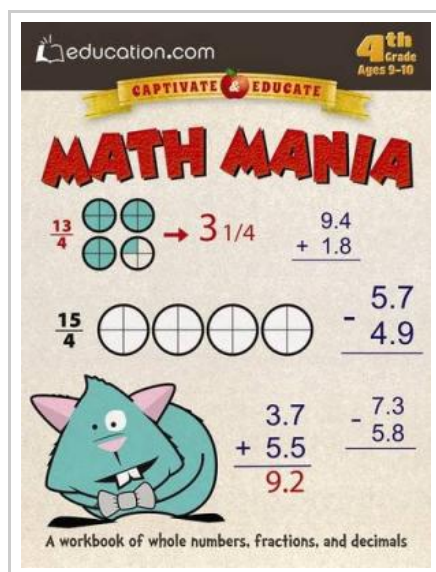 education.com
4th
Grade
Ages 9-10
CAPTIVATE & EDUCATE
MATH MANIA
13/4 → 3 1/4
9.4
+ 1.8
15/4
5.7
- 4.9
3.7
+ 5.5
9.2
7.3
- 5.8
A workbook of whole numbers, fractions, and decimals